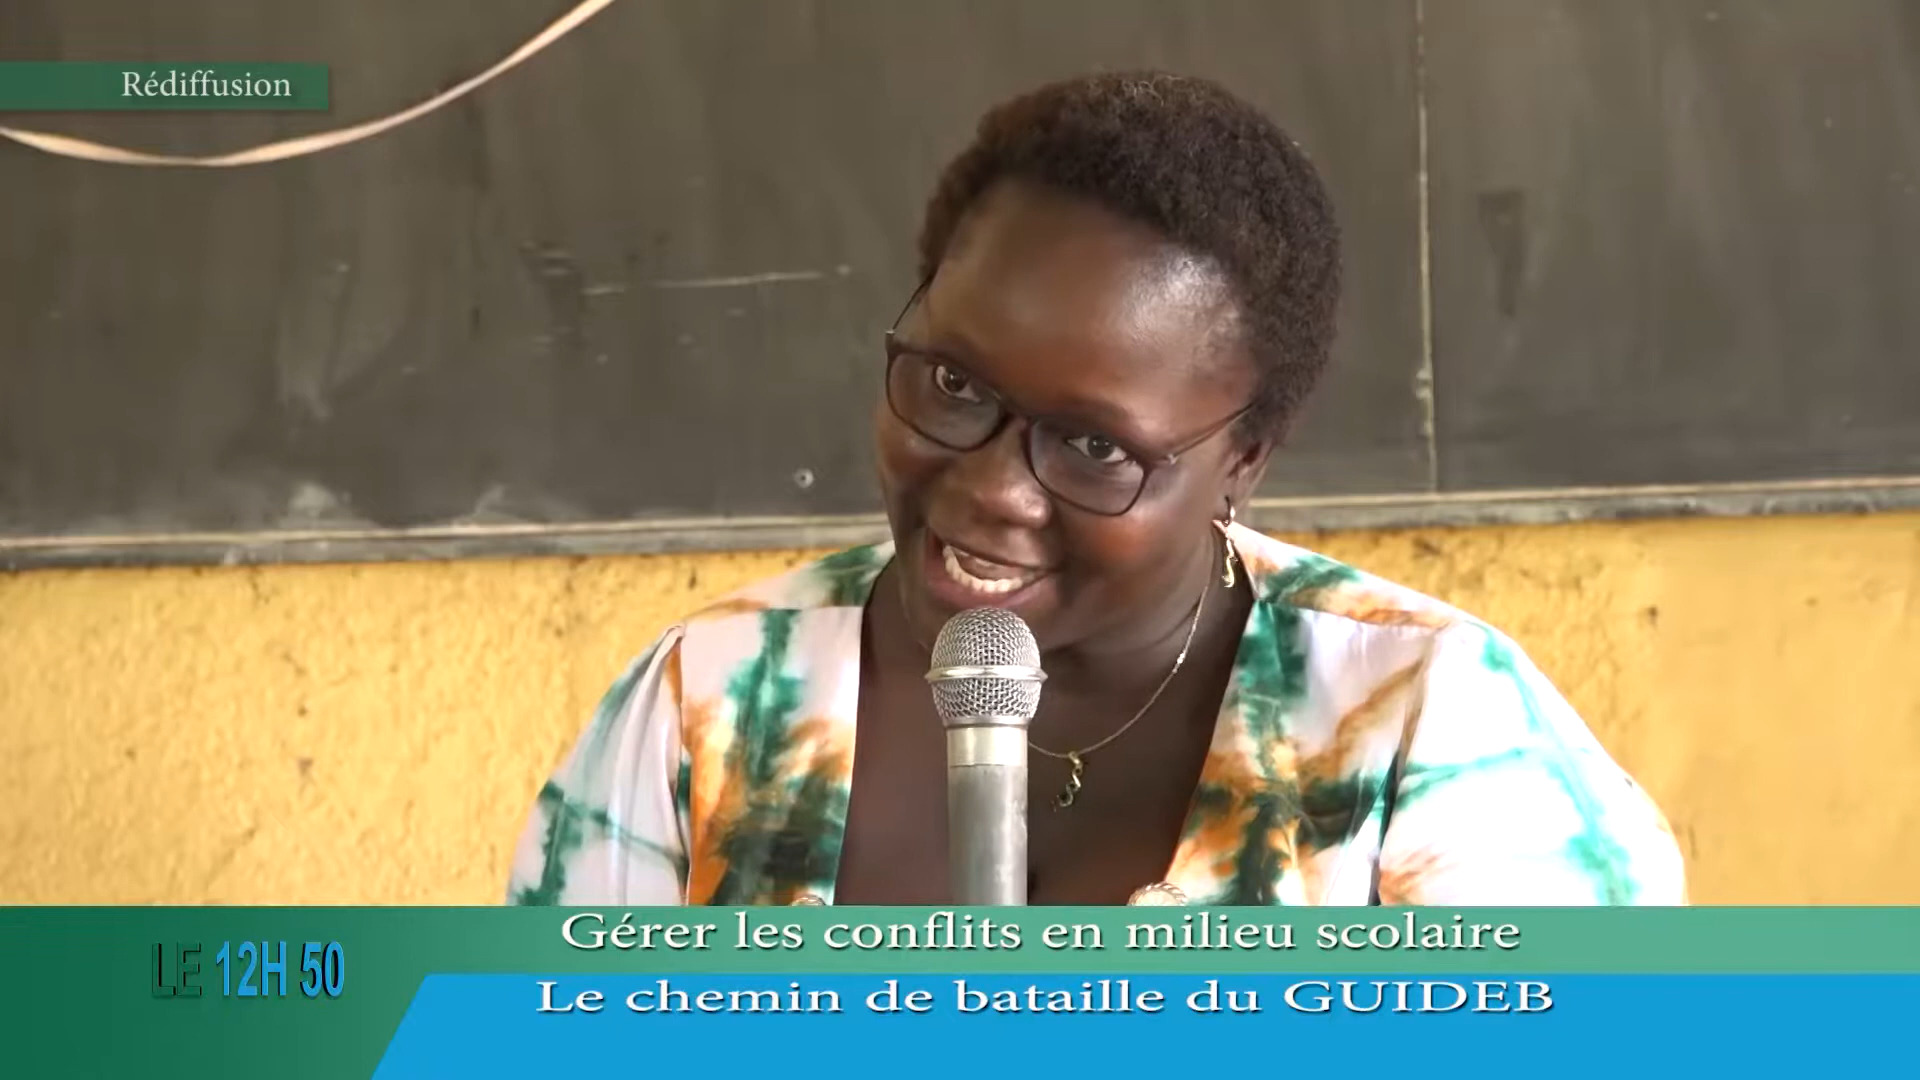 Rédiffusion
Gérer les conflits en milieu scolaire
LE 12H 50
Le chemin de bataille du GUIDEB